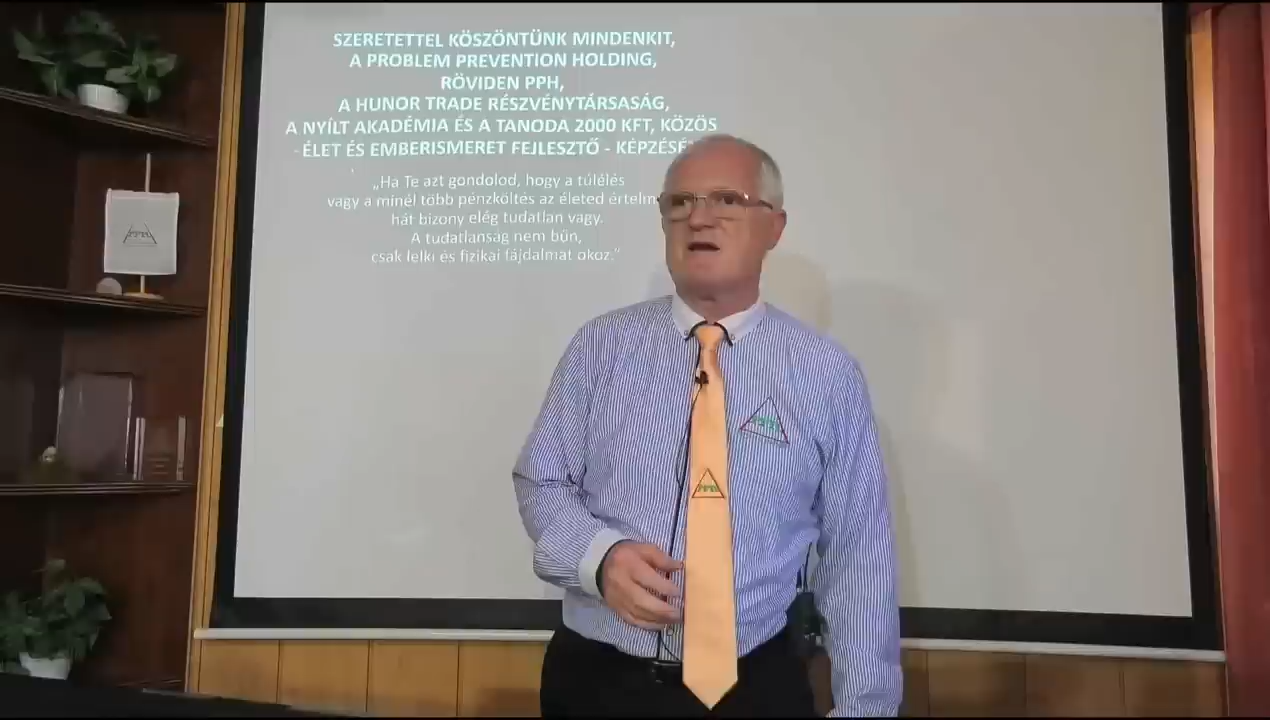 SZERETETTEL KÖSZÖNTÜNK MINDENKIT,
A PROBLEM PREVENTION HOLDING,
RÖVIDEN PPH,
A HUNOR TRADE RÉSZVÉNYTÁRSASÁG,
A NYÍLT AKADÉMIA ÉS A TANODA 2000 KFT, KÖZÖS
- ÉLET ÉS EMBERISMERET FEJLESZTŐ - KÉPZÉSÉ
„Ha Te azt gondolod, hogy a túlélés
vagy a minél több pénzköltés az életed értelm
hát bizony elég tudatlan vagy.
A tudatlanság nem bűn,
csak lelki és fizikai fájdalmat okoz.”